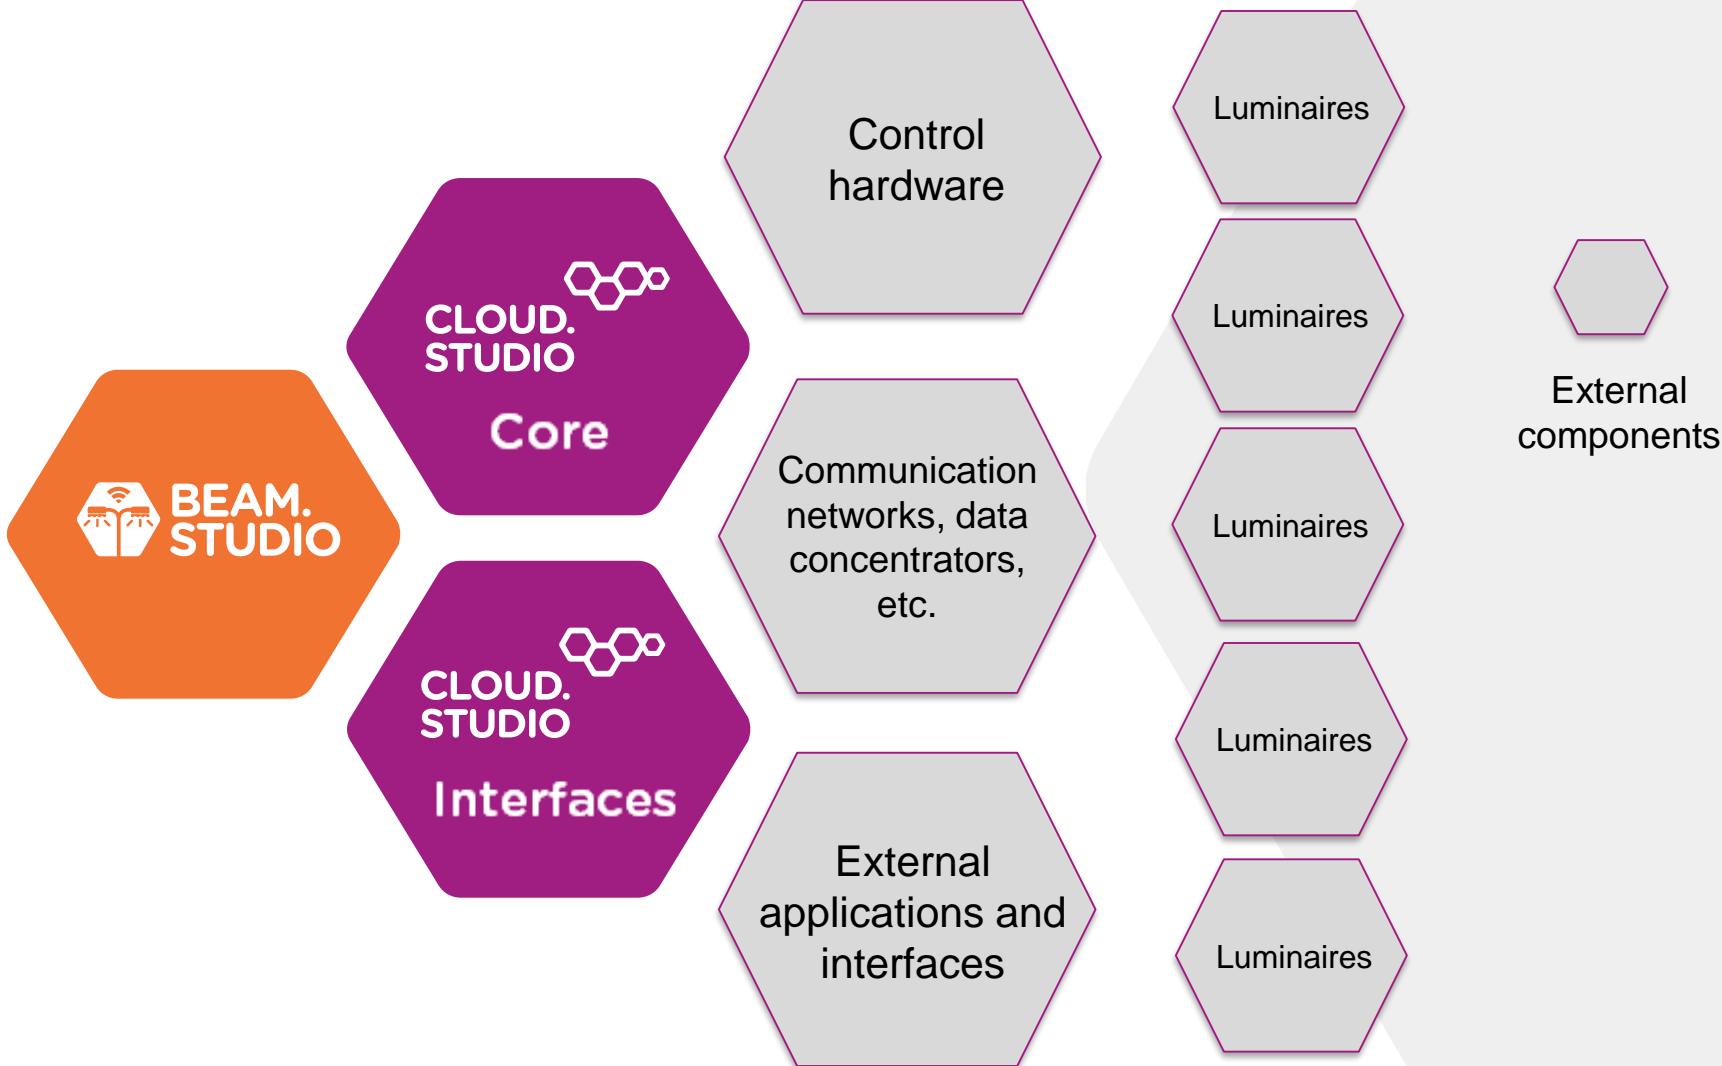 BEAM.
STUDIO
CLOUD.
STUDIO
Core
CLOUD.
STUDIO
Interfaces
Control
hardware
Communication
networks, data
concentrators,
etc.
External
applications and
interfaces
Luminaires
Luminaires
Luminaires
Luminaires
Luminaires
External
components